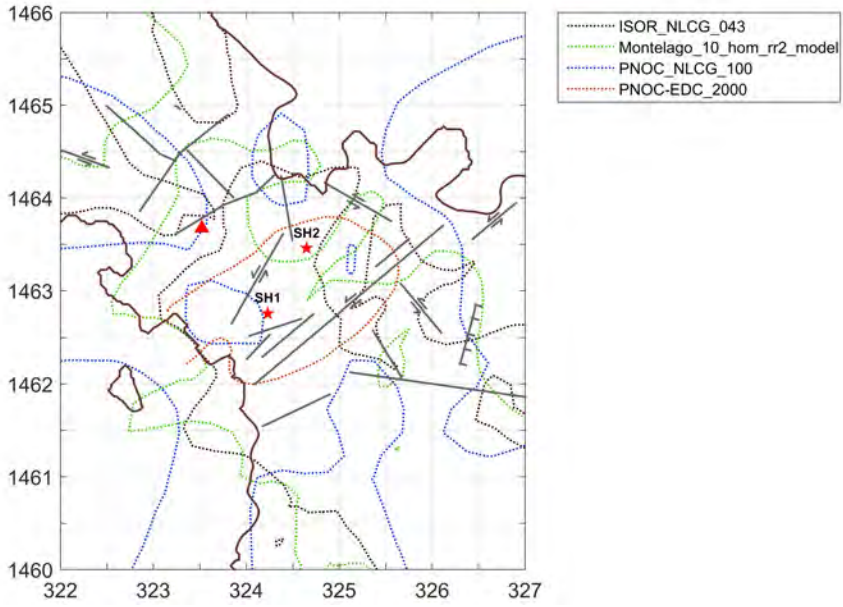 1466
1465
1464
1463
1462
1461
1460
322 323 324 325 326 327
SH2
SH1
ISOR_NLCG_043
Montelago_10_hom_rr2_model
PNOC_NLCG_100
PNOC-EDC_2000